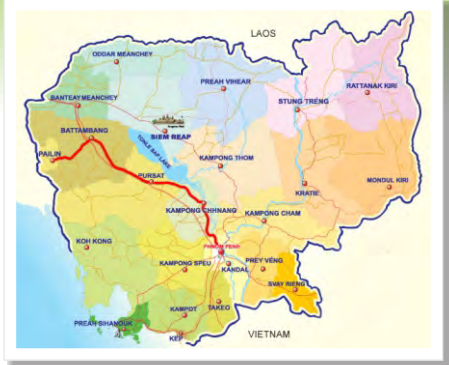 LAOS
ODDAR MEANCHEY
PREAH VIHEAR
RATTANAK KIRI
STUNG TRENG
BANTEAY MEANCHEY
SIEM REAP
BATTAMBANG
TONLE SAP LAKE
PAILIN
KAMPONG THOM
PURSAT
MONDUL KIRI
KRATIE
KAMPONG CHHNANG
KAMPONG CHAM
KOH KONG
PHNOM PENH
KAMPONG SPEU
KANDAL
PREY VENG
SVAY RIENG
KAMPOT
TAKEO
PREAH SIHANOUK
KEP
VIETNAM